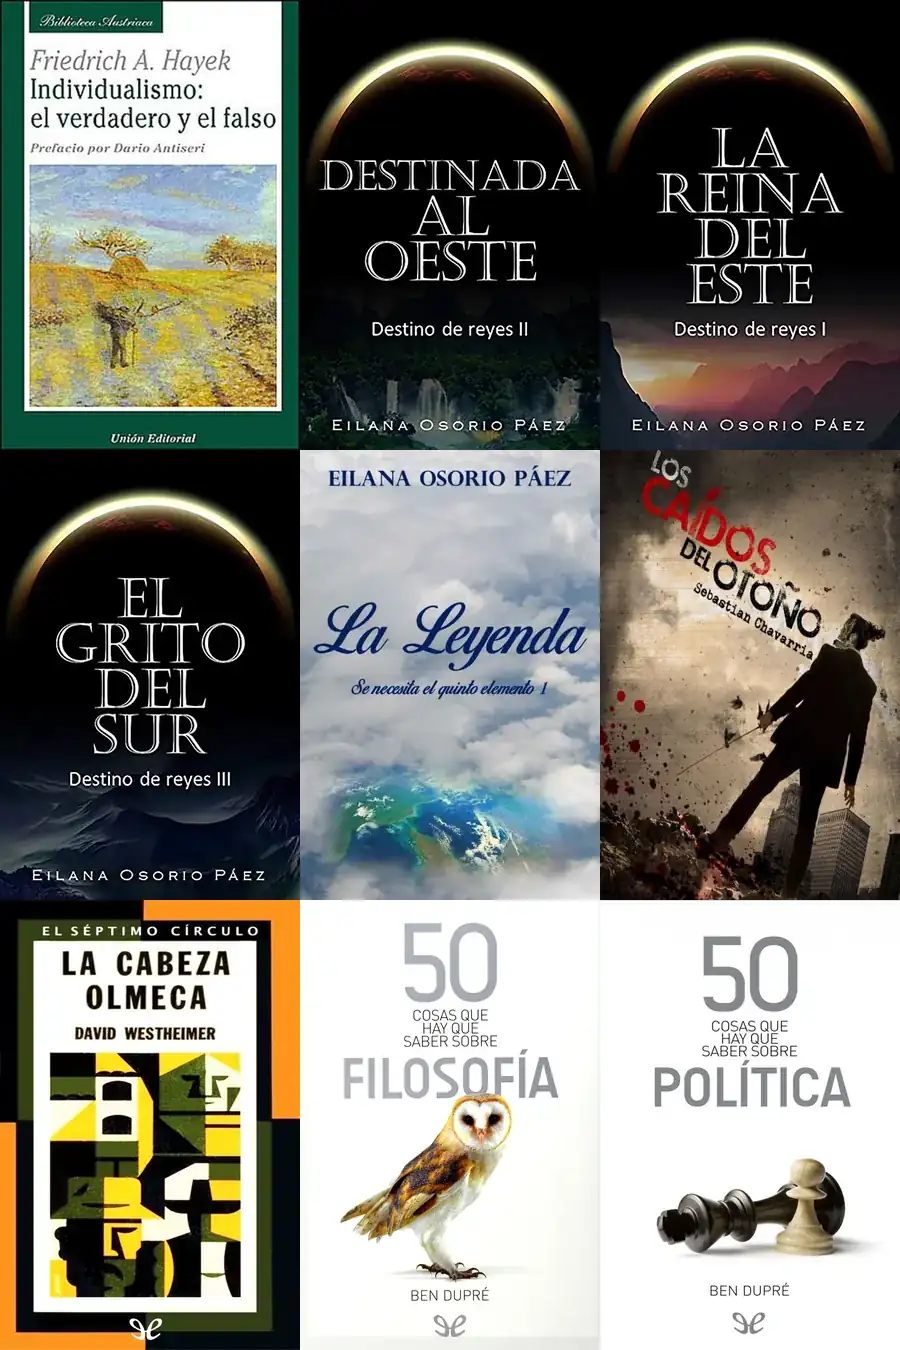 Biblioteca Austriaca
Friedrich A. Hayek
Individualismo:
el verdadero y el falso
Prefacio por Dario Antiseri
Unión Editorial
DESTINADA
AL
OESTE
Destino de reyes II
EILANA OSORIO PÁEZ
LA
REINA
DEL
ESTE
Destino de reyes I
EILANA OSORIO PÁEZ
EL
GRITO
DEL
SUR
Destino de reyes III
EILANA OSORIO PÁEZ
EILANA OSORIO PÁEZ
La Leyenda
Se necesita el quinto elemento 1
LOS
CAÍDOS
DEL OTOÑO
Sebastian Chavarria
EL SÉPTIMO CÍRCULO
LA CABEZA
OLMECA
DAVID WESTHEIMER
50
COSAS QUE
HAY QUE
SABER SOBRE
FILOSOFÍA
BEN DUPRÉ
50
COSAS QUE
HAY QUE
SABER SOBRE
POLÍTICA
BEN DUPRÉ